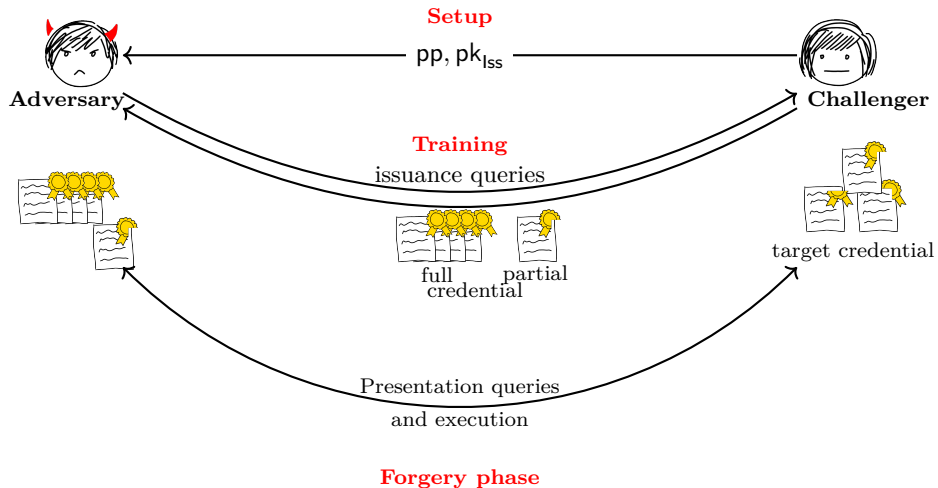 Setup
pp, pk_Iss
Adversary
Challenger
Training
issuance queries
full
partial
credential
target credential
Presentation queries
and execution
Forgery phase